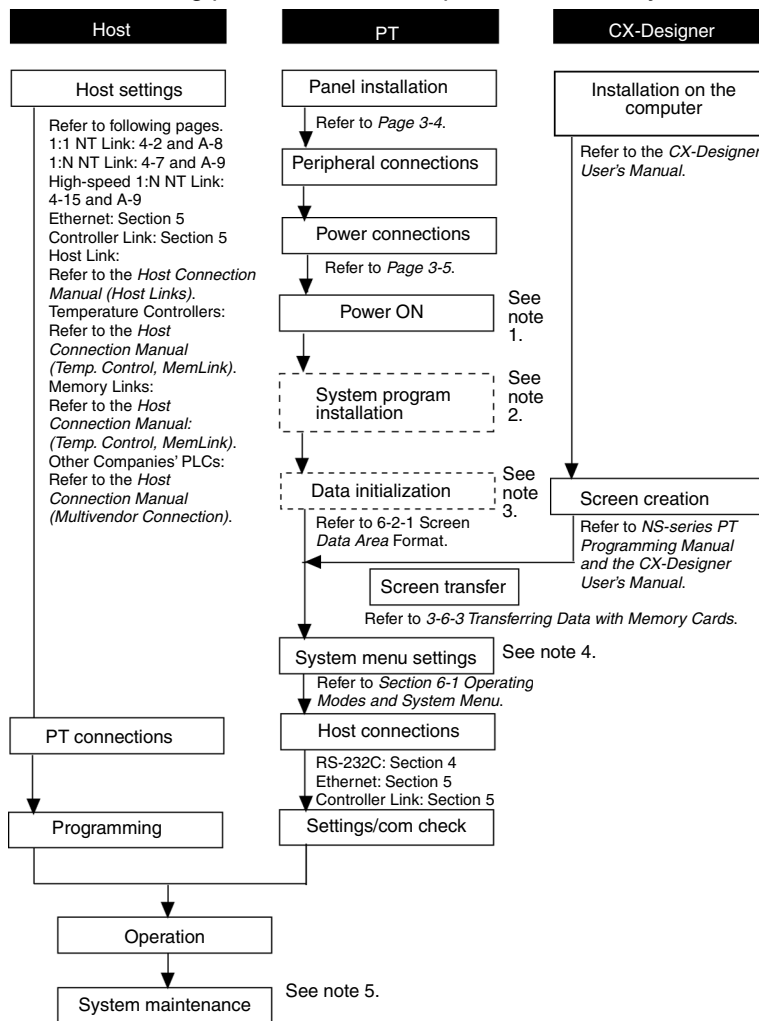 Host
PT
CX-Designer
Host settings
Refer to following pages.
1:1 NT Link: 4-2 and A-8
1:N NT Link: 4-7 and A-9
High-speed 1:N NT Link:
4-15 and A-9
Ethernet: Section 5
Controller Link: Section 5
Host Link:
Refer to the Host Connection
Manual (Host Links).
Temperature Controllers:
Refer to the Host
Connection Manual
(Temp. Control, MemLink).
Memory Links:
Refer to the Host
Connection Manual:
(Temp. Control, MemLink).
Other Companies' PLCs:
Refer to the Host
Connection Manual
(Multivendor Connection).
PT connections
Programming
Panel installation
Refer to Page 3-4.
Peripheral connections
Power connections
Refer to Page 3-5.
Power ON
See
note
1.
System program
installation
See
note
2.
Data initialization
See
note
3.
Refer to 6-2-1 Screen
Data Area Format.
Installation on the
computer
Refer to the CX-Designer
User's Manual.
Screen creation
Refer to NS-series PT
Programming Manual
and the CX-Designer
User's Manual.
Screen transfer
Refer to 3-6-3 Transferring Data with Memory Cards.
System menu settings
See note 4.
Refer to Section 6-1 Operating
Modes and System Menu.
Host connections
RS-232C: Section 4
Ethernet: Section 5
Controller Link: Section 5
Settings/com check
Operation
System maintenance
See note 5.